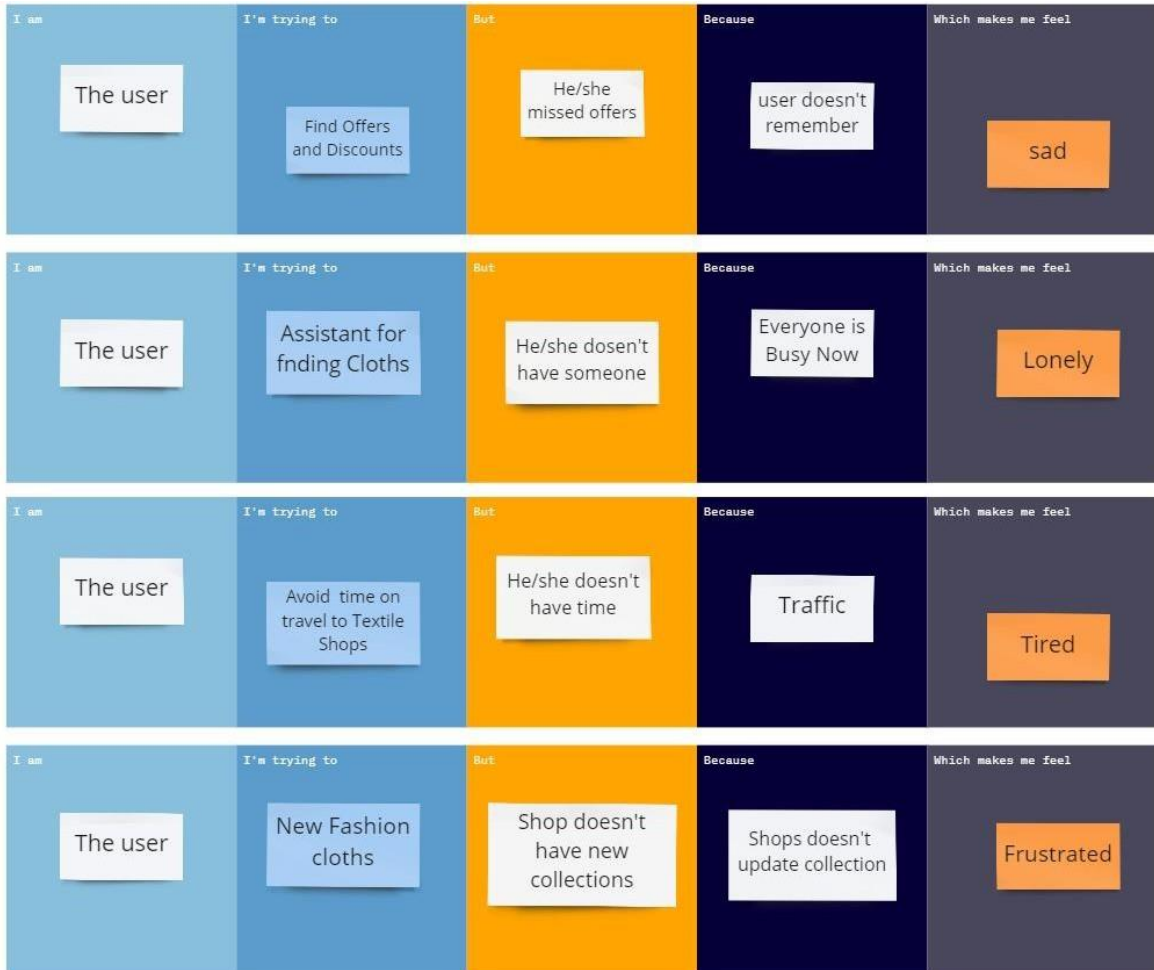 I am
I'm trying to
But
Because
Which makes me feel
The user
Find Offers
and Discounts
He/she
missed offers
user doesn't
remember
sad
I am
I'm trying to
But
Because
Which makes me feel
The user
Assistant for
fnding Cloths
He/she dosen't
have someone
Everyone is
Busy Now
Lonely
I am
I'm trying to
But
Because
Which makes me feel
The user
Avoid time on
travel to Textile
Shops
He/she doesn't
have time
Traffic
Tired
I am
I'm trying to
But
Because
Which makes me feel
The user
New Fashion
cloths
Shop doesn't
have new
collections
Shops doesn't
update collection
Frustrated